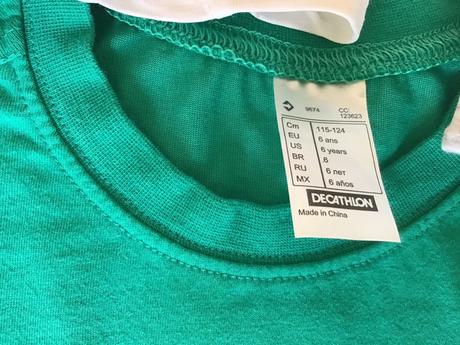 9674 CC:
123623
Cm 115-124
EU 6 ans
US 6 years
BR .6
RU 6 лет
MX 6 años
DECATHLON
Made in China